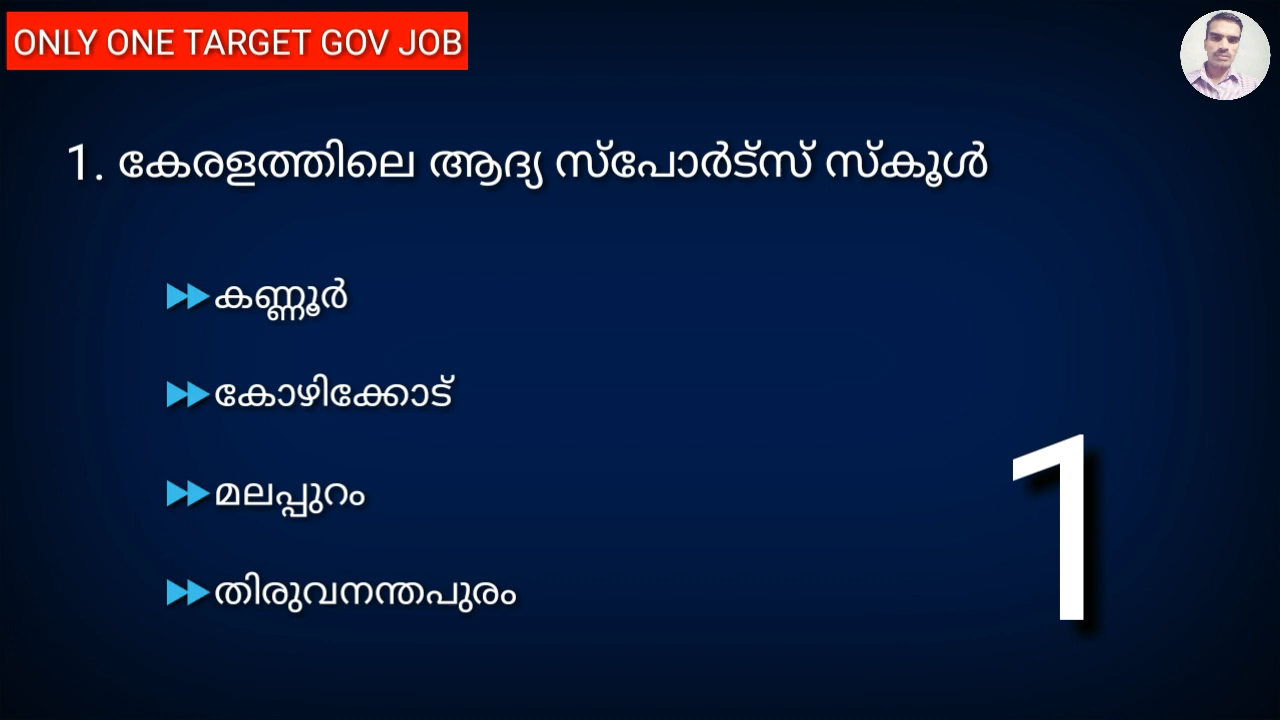 ONLY ONE TARGET GOV JOB
1. കേരളത്തിലെ ആദ്യ സ്പോർട്സ് സ്കൂൾ
കണ്ണൂർ
കോഴിക്കോട്
മലപ്പുറം
തിരുവനന്തപുരം
1